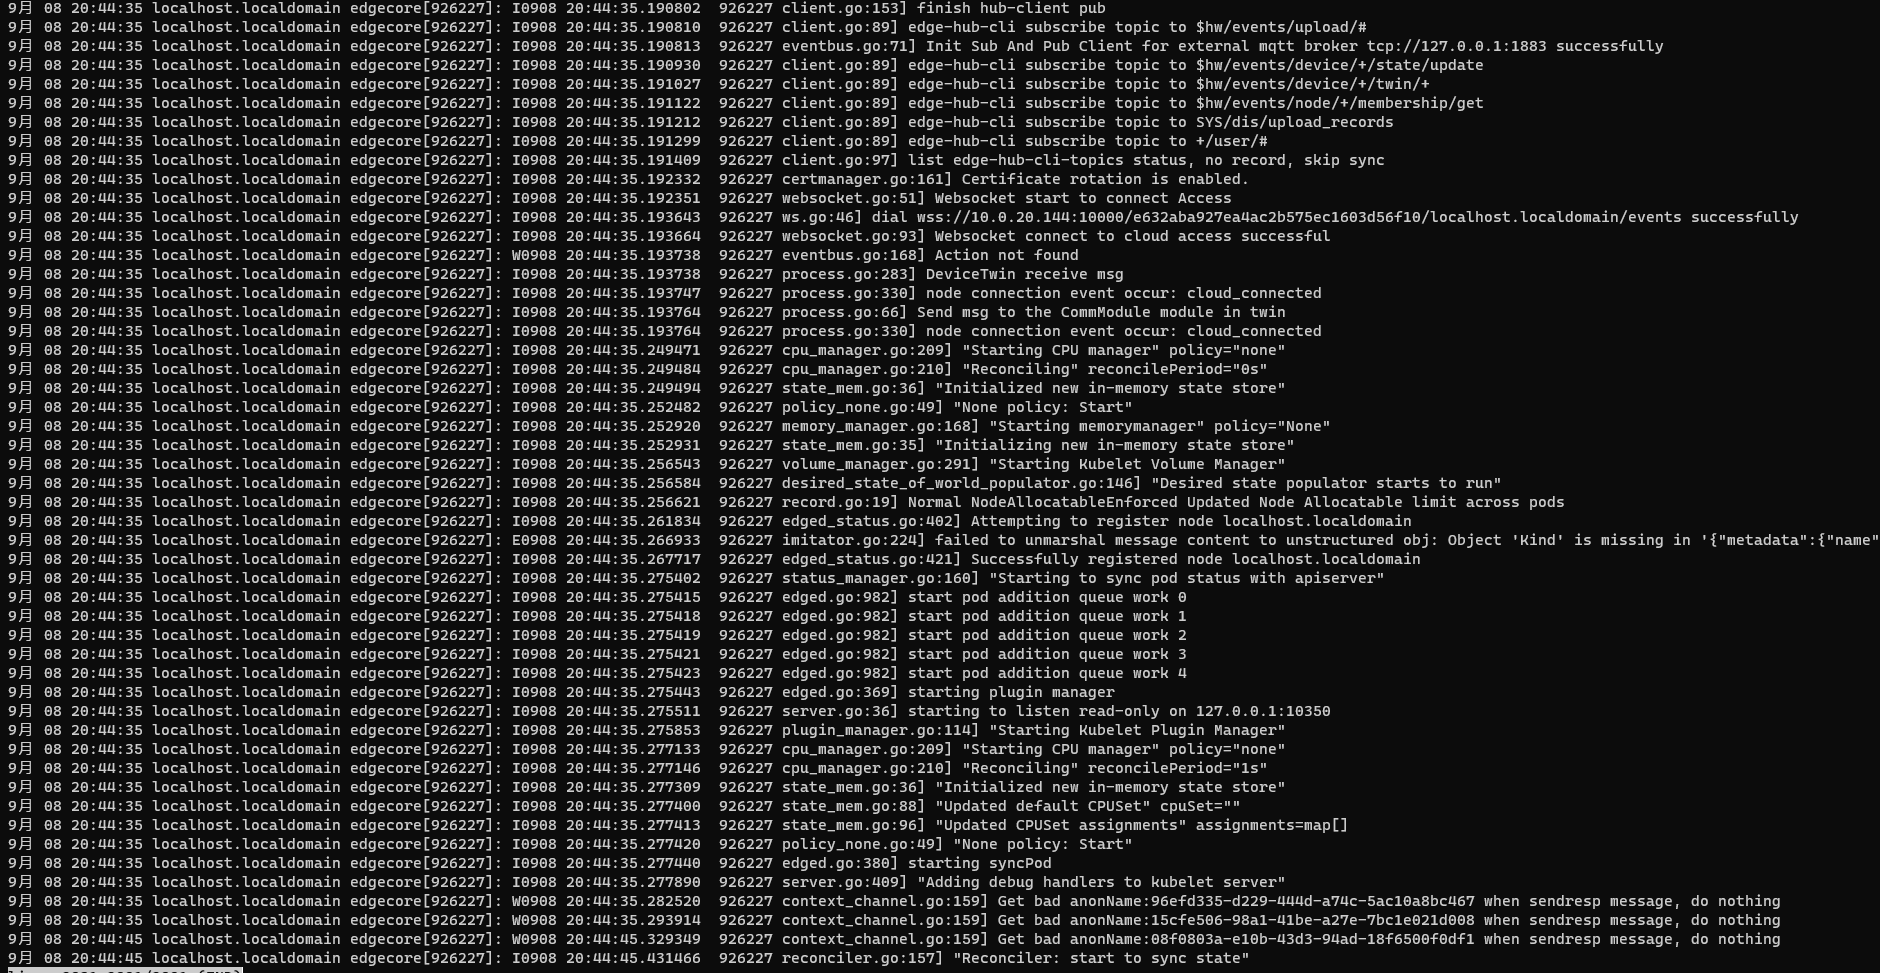 9月 08 20:44:35 localhost.localdomain edgecore[926227]: I0908 20:44:35.190802  926227 client.go:153] finish hub-client pub
9月 08 20:44:35 localhost.localdomain edgecore[926227]: I0908 20:44:35.190810  926227 client.go:89] edge-hub-cli subscribe topic to $hw/events/upload/#
9月 08 20:44:35 localhost.localdomain edgecore[926227]: I0908 20:44:35.190813  926227 eventbus.go:71] Init Sub And Pub Client for external mqtt broker tcp://127.0.0.1:1883 successfully
9月 08 20:44:35 localhost.localdomain edgecore[926227]: I0908 20:44:35.190930  926227 client.go:89] edge-hub-cli subscribe topic to $hw/events/device/+/state/update
9月 08 20:44:35 localhost.localdomain edgecore[926227]: I0908 20:44:35.191027  926227 client.go:89] edge-hub-cli subscribe topic to $hw/events/device/+/twin/+
9月 08 20:44:35 localhost.localdomain edgecore[926227]: I0908 20:44:35.191122  926227 client.go:89] edge-hub-cli subscribe topic to $hw/events/node/+/membership/get
9月 08 20:44:35 localhost.localdomain edgecore[926227]: I0908 20:44:35.191212  926227 client.go:89] edge-hub-cli subscribe topic to SYS/dis/upload_records
9月 08 20:44:35 localhost.localdomain edgecore[926227]: I0908 20:44:35.191299  926227 client.go:89] edge-hub-cli subscribe topic to +/user/#
9月 08 20:44:35 localhost.localdomain edgecore[926227]: I0908 20:44:35.191409  926227 client.go:97] list edge-hub-cli-topics status, no record, skip sync
9月 08 20:44:35 localhost.localdomain edgecore[926227]: I0908 20:44:35.192332  926227 certmanager.go:161] Certificate rotation is enabled.
9月 08 20:44:35 localhost.localdomain edgecore[926227]: I0908 20:44:35.192351  926227 websocket.go:51] Websocket start to connect Access
9月 08 20:44:35 localhost.localdomain edgecore[926227]: I0908 20:44:35.193643  926227 ws.go:46] dial wss://10.0.20.144:10000/e632aba927ea4ac2b575ec1603d56f10/localhost.localdomain/events successfully
9月 08 20:44:35 localhost.localdomain edgecore[926227]: I0908 20:44:35.193664  926227 websocket.go:93] Websocket connect to cloud access successful
9月 08 20:44:35 localhost.localdomain edgecore[926227]: W0908 20:44:35.193738  926227 eventbus.go:168] Action not found
9月 08 20:44:35 localhost.localdomain edgecore[926227]: I0908 20:44:35.193738  926227 process.go:283] DeviceTwin receive msg
9月 08 20:44:35 localhost.localdomain edgecore[926227]: I0908 20:44:35.193747  926227 process.go:330] node connection event occur: cloud_connected
9月 08 20:44:35 localhost.localdomain edgecore[926227]: I0908 20:44:35.193764  926227 process.go:66] Send msg to the CommModule module in twin
9月 08 20:44:35 localhost.localdomain edgecore[926227]: I0908 20:44:35.193764  926227 process.go:330] node connection event occur: cloud_connected
9月 08 20:44:35 localhost.localdomain edgecore[926227]: I0908 20:44:35.249471  926227 cpu_manager.go:209] "Starting CPU manager" policy="none"
9月 08 20:44:35 localhost.localdomain edgecore[926227]: I0908 20:44:35.249484  926227 cpu_manager.go:210] "Reconciling" reconcilePeriod="0s"
9月 08 20:44:35 localhost.localdomain edgecore[926227]: I0908 20:44:35.249494  926227 state_mem.go:36] "Initialized new in-memory state store"
9月 08 20:44:35 localhost.localdomain edgecore[926227]: I0908 20:44:35.252482  926227 policy_none.go:49] "None policy: Start"
9月 08 20:44:35 localhost.localdomain edgecore[926227]: I0908 20:44:35.252920  926227 memory_manager.go:168] "Starting memorymanager" policy="None"
9月 08 20:44:35 localhost.localdomain edgecore[926227]: I0908 20:44:35.252931  926227 state_mem.go:35] "Initializing new in-memory state store"
9月 08 20:44:35 localhost.localdomain edgecore[926227]: I0908 20:44:35.256543  926227 volume_manager.go:291] "Starting Kubelet Volume Manager"
9月 08 20:44:35 localhost.localdomain edgecore[926227]: I0908 20:44:35.256584  926227 desired_state_of_world_populator.go:146] "Desired state populator starts to run"
9月 08 20:44:35 localhost.localdomain edgecore[926227]: I0908 20:44:35.256621  926227 record.go:19] Normal NodeAllocatableEnforced Updated Node Allocatable limit across pods
9月 08 20:44:35 localhost.localdomain edgecore[926227]: I0908 20:44:35.261834  926227 edged_status.go:402] Attempting to register node localhost.localdomain
9月 08 20:44:35 localhost.localdomain edgecore[926227]: E0908 20:44:35.266933  926227 imitator.go:224] failed to unmarshal message content to unstructured obj: Object 'Kind' is missing in '{"metadata":{"name"
9月 08 20:44:35 localhost.localdomain edgecore[926227]: I0908 20:44:35.267717  926227 edged_status.go:421] Successfully registered node localhost.localdomain
9月 08 20:44:35 localhost.localdomain edgecore[926227]: I0908 20:44:35.275402  926227 status_manager.go:160] "Starting to sync pod status with apiserver"
9月 08 20:44:35 localhost.localdomain edgecore[926227]: I0908 20:44:35.275415  926227 edged.go:982] start pod addition queue work 0
9月 08 20:44:35 localhost.localdomain edgecore[926227]: I0908 20:44:35.275418  926227 edged.go:982] start pod addition queue work 1
9月 08 20:44:35 localhost.localdomain edgecore[926227]: I0908 20:44:35.275419  926227 edged.go:982] start pod addition queue work 2
9月 08 20:44:35 localhost.localdomain edgecore[926227]: I0908 20:44:35.275421  926227 edged.go:982] start pod addition queue work 3
9月 08 20:44:35 localhost.localdomain edgecore[926227]: I0908 20:44:35.275423  926227 edged.go:982] start pod addition queue work 4
9月 08 20:44:35 localhost.localdomain edgecore[926227]: I0908 20:44:35.275443  926227 edged.go:369] starting plugin manager
9月 08 20:44:35 localhost.localdomain edgecore[926227]: I0908 20:44:35.275511  926227 server.go:36] starting to listen read-only on 127.0.0.1:10350
9月 08 20:44:35 localhost.localdomain edgecore[926227]: I0908 20:44:35.275853  926227 plugin_manager.go:114] "Starting Kubelet Plugin Manager"
9月 08 20:44:35 localhost.localdomain edgecore[926227]: I0908 20:44:35.277133  926227 cpu_manager.go:209] "Starting CPU manager" policy="none"
9月 08 20:44:35 localhost.localdomain edgecore[926227]: I0908 20:44:35.277146  926227 cpu_manager.go:210] "Reconciling" reconcilePeriod="1s"
9月 08 20:44:35 localhost.localdomain edgecore[926227]: I0908 20:44:35.277309  926227 state_mem.go:36] "Initialized new in-memory state store"
9月 08 20:44:35 localhost.localdomain edgecore[926227]: I0908 20:44:35.277400  926227 state_mem.go:88] "Updated default CPUSet" cpuSet=""
9月 08 20:44:35 localhost.localdomain edgecore[926227]: I0908 20:44:35.277413  926227 state_mem.go:96] "Updated CPUSet assignments" assignments=map[]
9月 08 20:44:35 localhost.localdomain edgecore[926227]: I0908 20:44:35.277420  926227 policy_none.go:49] "None policy: Start"
9月 08 20:44:35 localhost.localdomain edgecore[926227]: I0908 20:44:35.277440  926227 edged.go:380] starting syncPod
9月 08 20:44:35 localhost.localdomain edgecore[926227]: I0908 20:44:35.277890  926227 server.go:409] "Adding debug handlers to kubelet server"
9月 08 20:44:35 localhost.localdomain edgecore[926227]: W0908 20:44:35.282520  926227 context_channel.go:159] Get bad anonName:96efd335-d229-444d-a74c-5ac10a8bc467 when sendresp message, do nothing
9月 08 20:44:35 localhost.localdomain edgecore[926227]: W0908 20:44:35.293914  926227 context_channel.go:159] Get bad anonName:15cfe506-98a1-41be-a27e-7bc1e021d008 when sendresp message, do nothing
9月 08 20:44:45 localhost.localdomain edgecore[926227]: W0908 20:44:45.329349  926227 context_channel.go:159] Get bad anonName:08f0803a-e10b-43d3-94ad-18f6500f0df1 when sendresp message, do nothing
9月 08 20:44:45 localhost.localdomain edgecore[926227]: I0908 20:44:45.431466  926227 reconciler.go:157] "Reconciler: start to sync state"